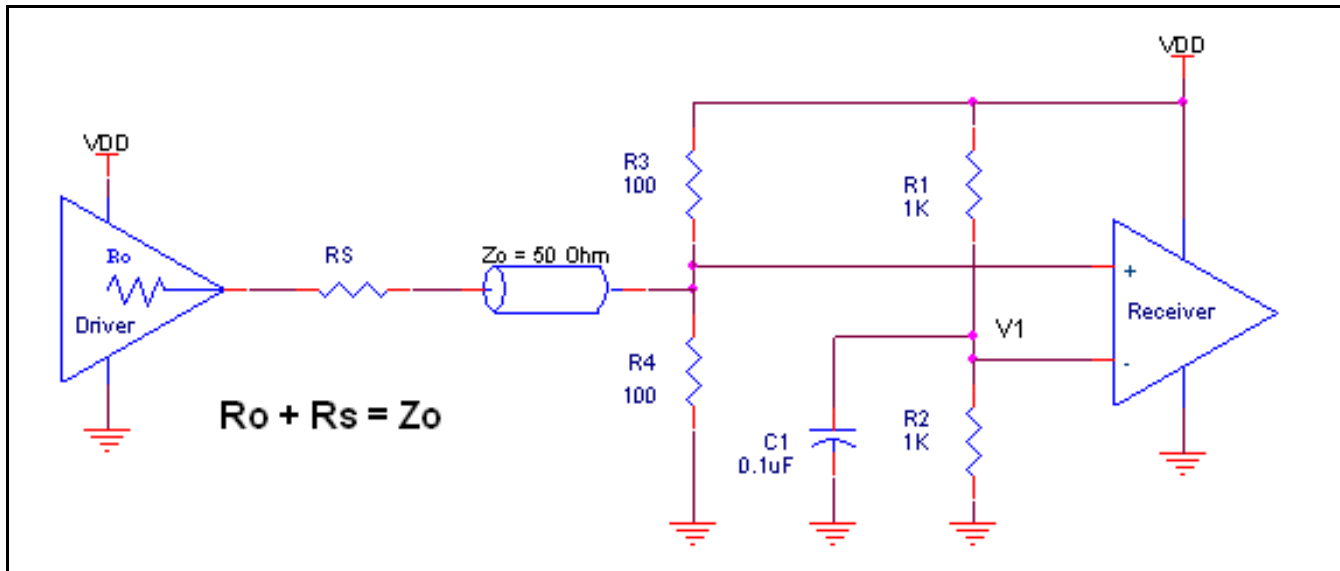 VDD
VDD
R3
100
R1
1K
Ro
RS
Zo = 50 Ohm
+
Driver
Receiver
V1
-
R4
100
Ro + Rs = Zo
R2
1K
C1
0.1uF